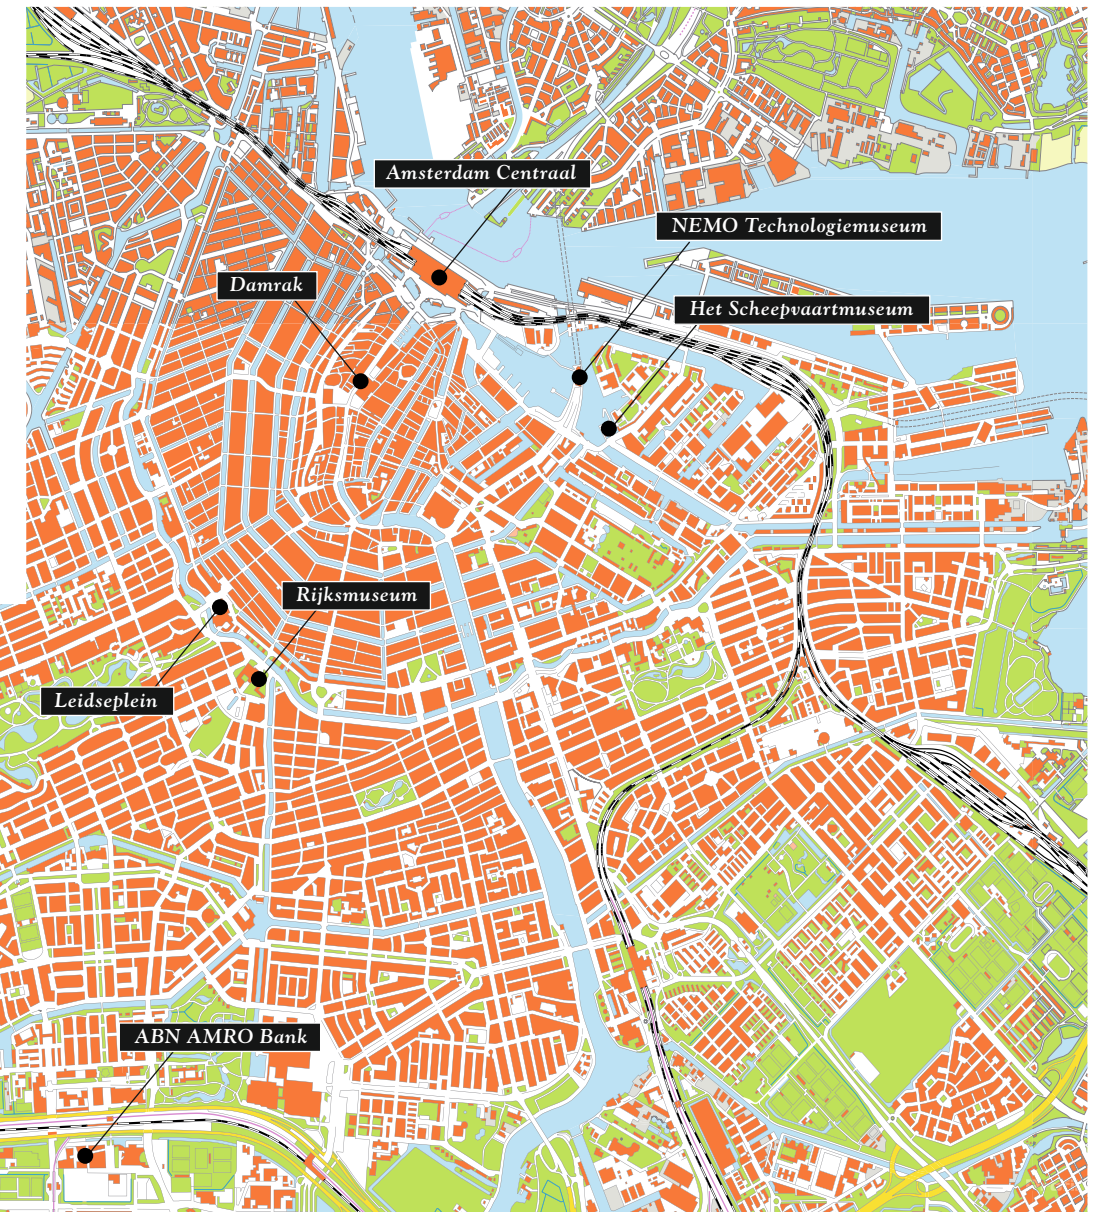 Amsterdam Centraal
NEMO Technologiemuseum
Damrak
Het Scheepvaartmuseum
Rijksmuseum
Leidseplein
ABN AMRO Bank